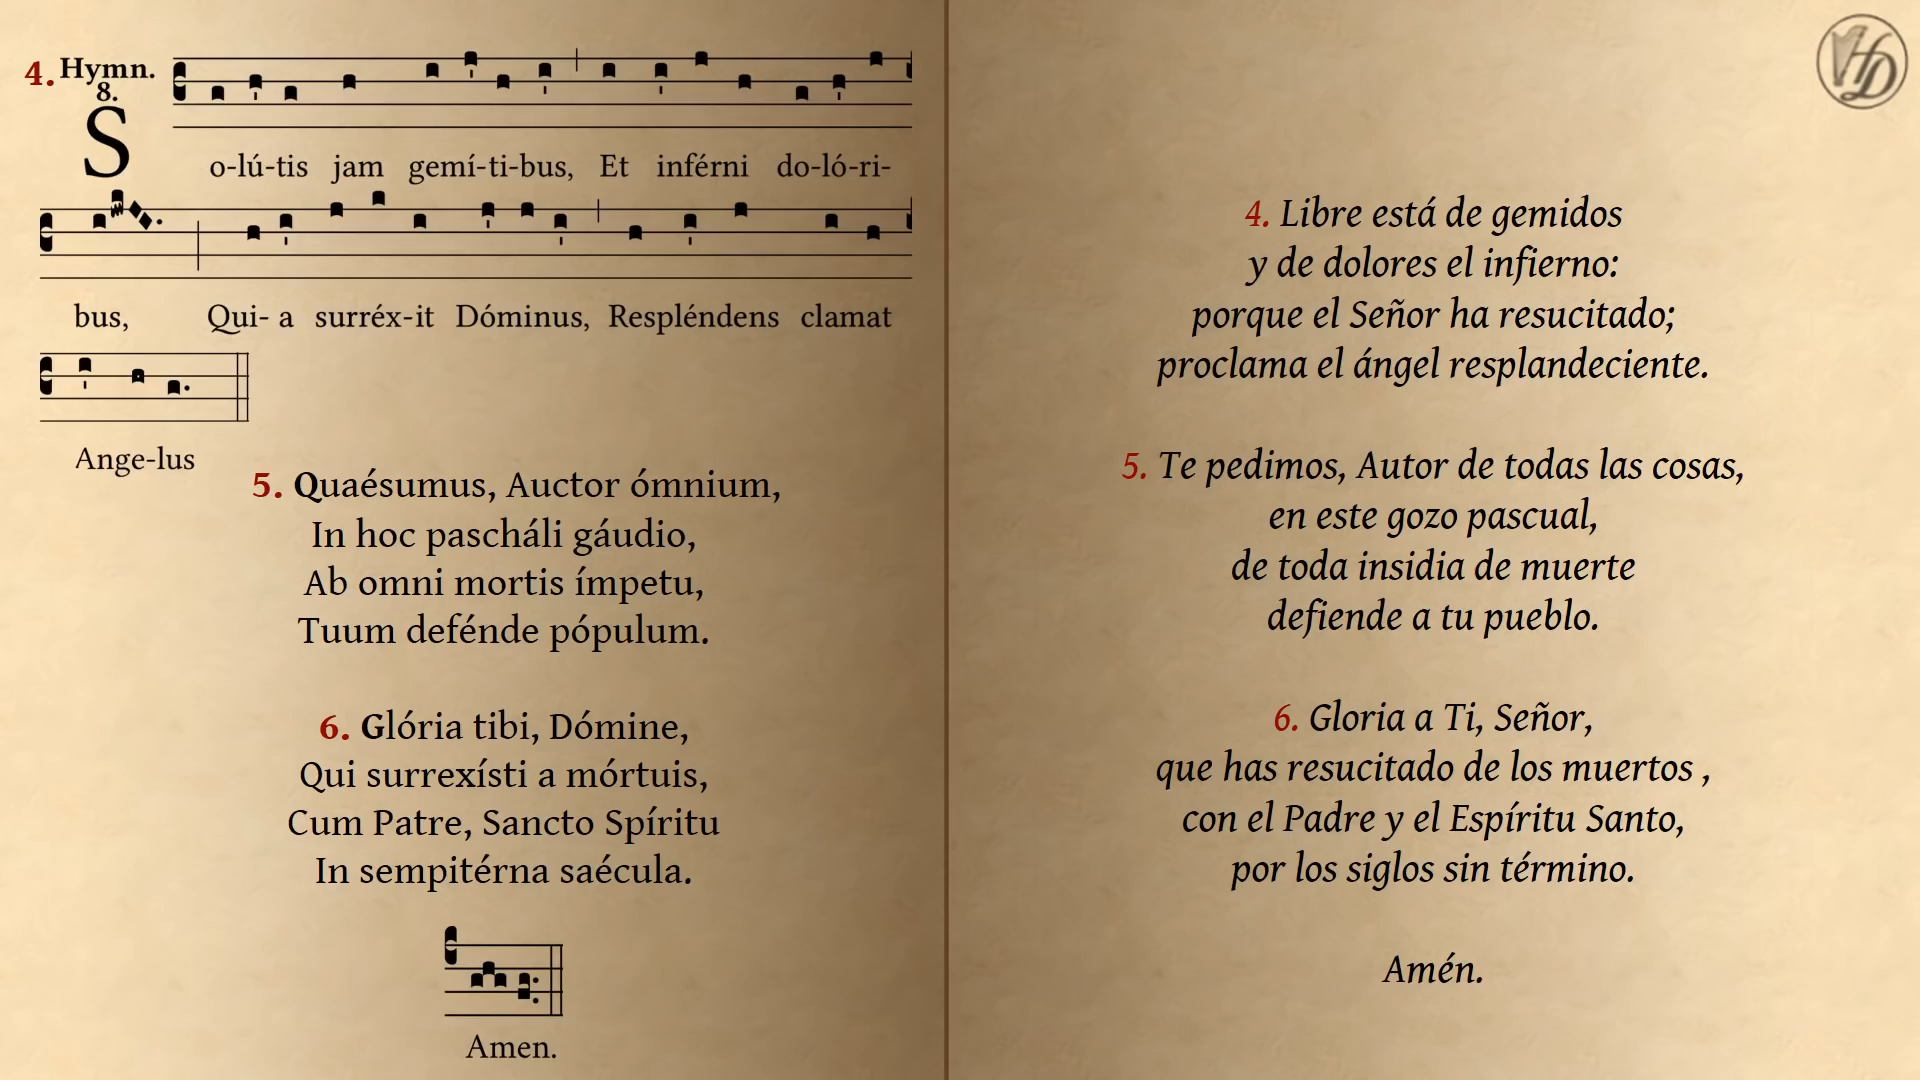 4. Hymn.
8.
So-lú-tis jam gemí-ti-bus, Et inférni do-ló-ri-
bus, Qui- a surréx-it Dóminus, Respléndens clamat
Ange-lus
5. Quaésumus, Auctor ómnium,
In hoc pascháli gáudio,
Ab omni mortis ímpetu,
Tuum defénde pópulum.
6. Glória tibi, Dómine,
Qui surrexísti a mórtuis,
Cum Patre, Sancto Spíritu
In sempitérna saécula.
Amen.
HD
4. Libre está de gemidos
y de dolores el infierno:
porque el Señor ha resucitado;
proclama el ángel resplandeciente.
5. Te pedimos, Autor de todas las cosas,
en este gozo pascual,
de toda insidia de muerte
defiende a tu pueblo.
6. Gloria a Ti, Señor,
que has resucitado de los muertos ,
con el Padre y el Espíritu Santo,
por los siglos sin término.
Amén.